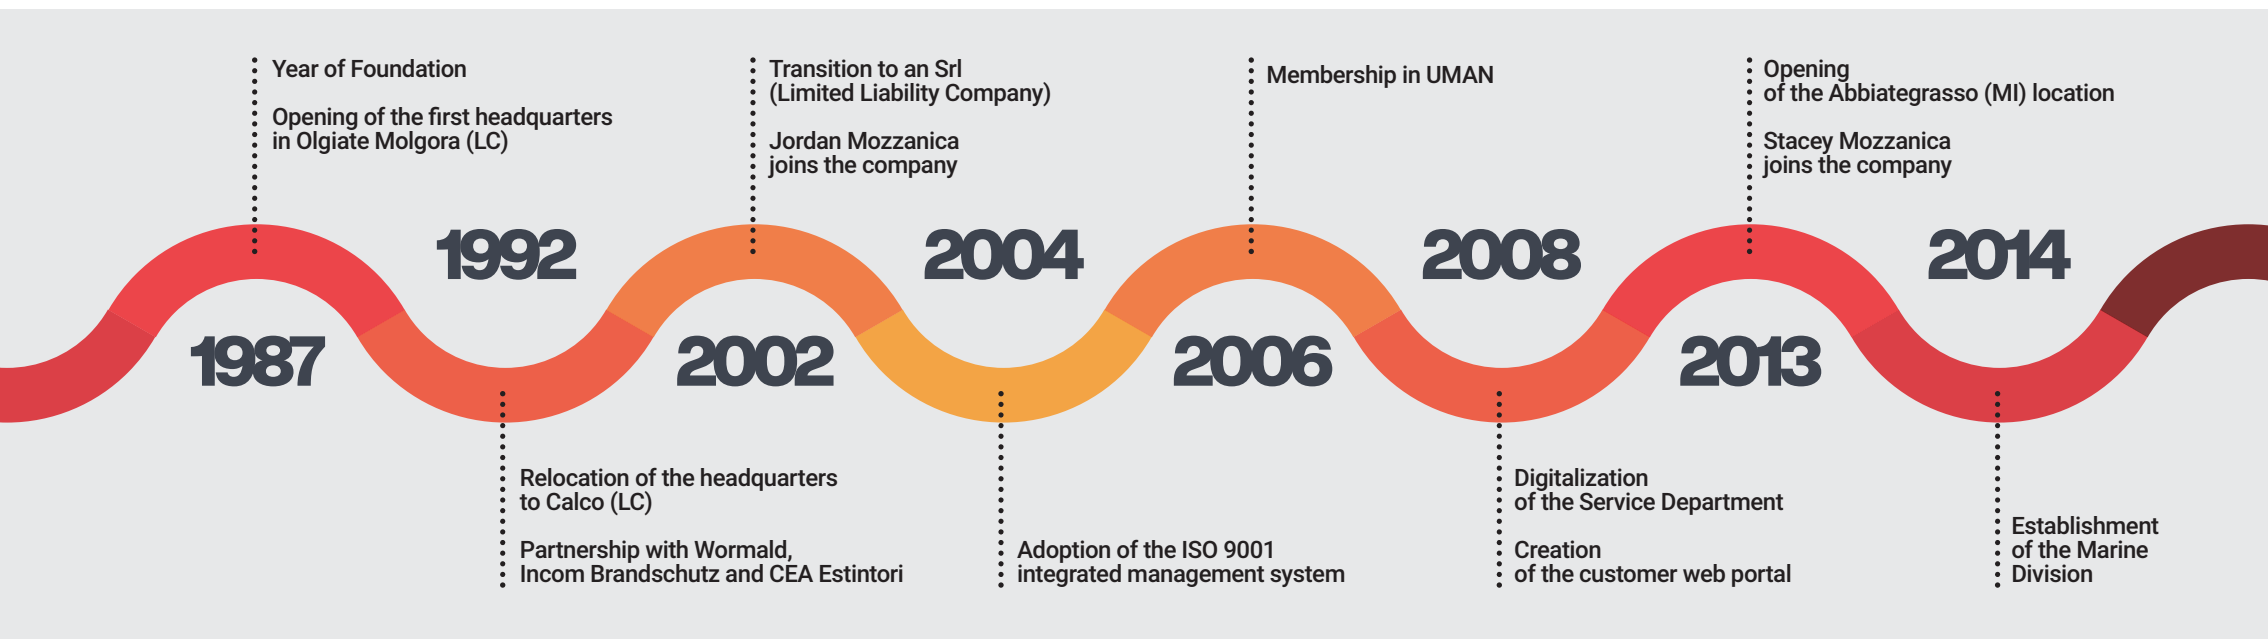 Year of Foundation
Opening of the first headquarters
in Olgiate Molgora (LC)
1987
1992
Relocation of the headquarters
to Calco (LC)
Partnership with Wormald,
Incom Brandschutz and CEA Estintori
Transition to an Srl
(Limited Liability Company)
Jordan Mozzanica
joins the company
2002
2004
Adoption of the ISO 9001
integrated management system
Membership in UMAN
2006
2008
Digitalization
of the Service Department
Creation
of the customer web portal
Opening
of the Abbiategrasso (MI) location
Stacey Mozzanica
joins the company
2013
2014
Establishment
of the Marine
Division